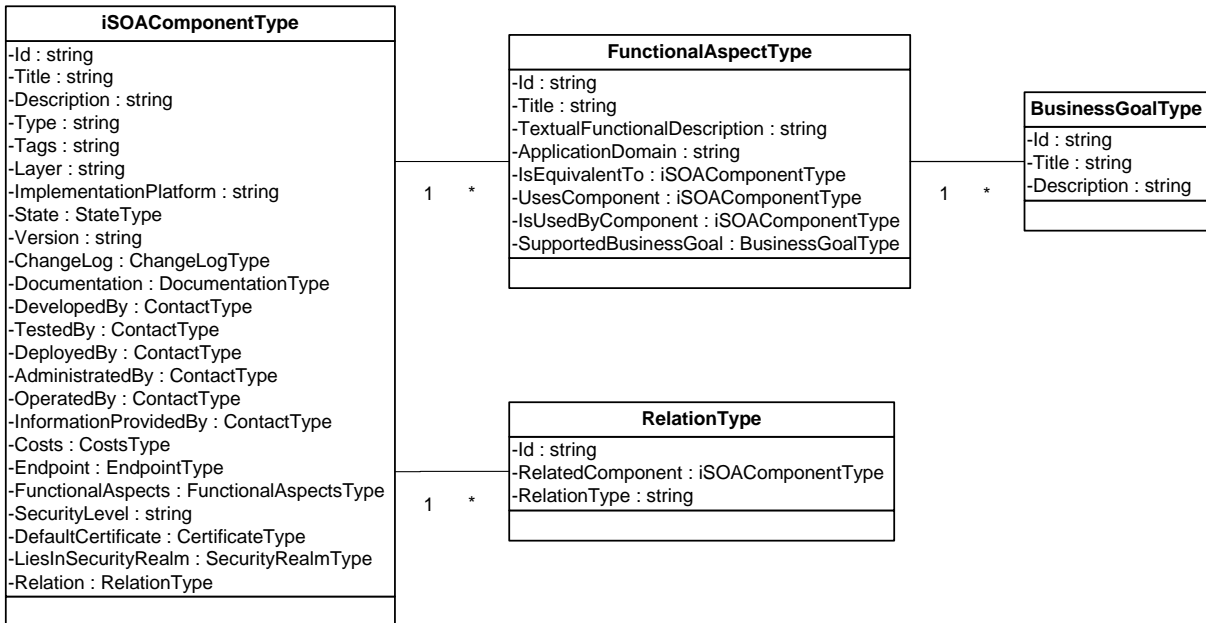 iSOAComponentType
-Id : string
-Title : string
-Description : string
-Type : string
-Tags : string
-Layer : string
-ImplementationPlatform : string
-State : StateType
-Version : string
-ChangeLog : ChangeLogType
-Documentation : DocumentationType
-DevelopedBy : ContactType
-TestedBy : ContactType
-DeployedBy : ContactType
-AdministratedBy : ContactType
-OperatedBy : ContactType
-InformationProvidedBy : ContactType
-Costs : CostsType
-Endpoint : EndpointType
-FunctionalAspects : FunctionalAspectsType
-SecurityLevel : string
-DefaultCertificate : CertificateType
-LiesInSecurityRealm : SecurityRealmType
-Relation : RelationType
1 *
1 *
FunctionalAspectType
-Id : string
-Title : string
-TextualFunctionalDescription : string
-ApplicationDomain : string
-IsEquivalentTo : iSOAComponentType
-UsesComponent : iSOAComponentType
-IsUsedByComponent : iSOAComponentType
-SupportedBusinessGoal : BusinessGoalType
1 *
BusinessGoalType
-Id : string
-Title : string
-Description : string
RelationType
-Id : string
-RelatedComponent : iSOAComponentType
-RelationType : string